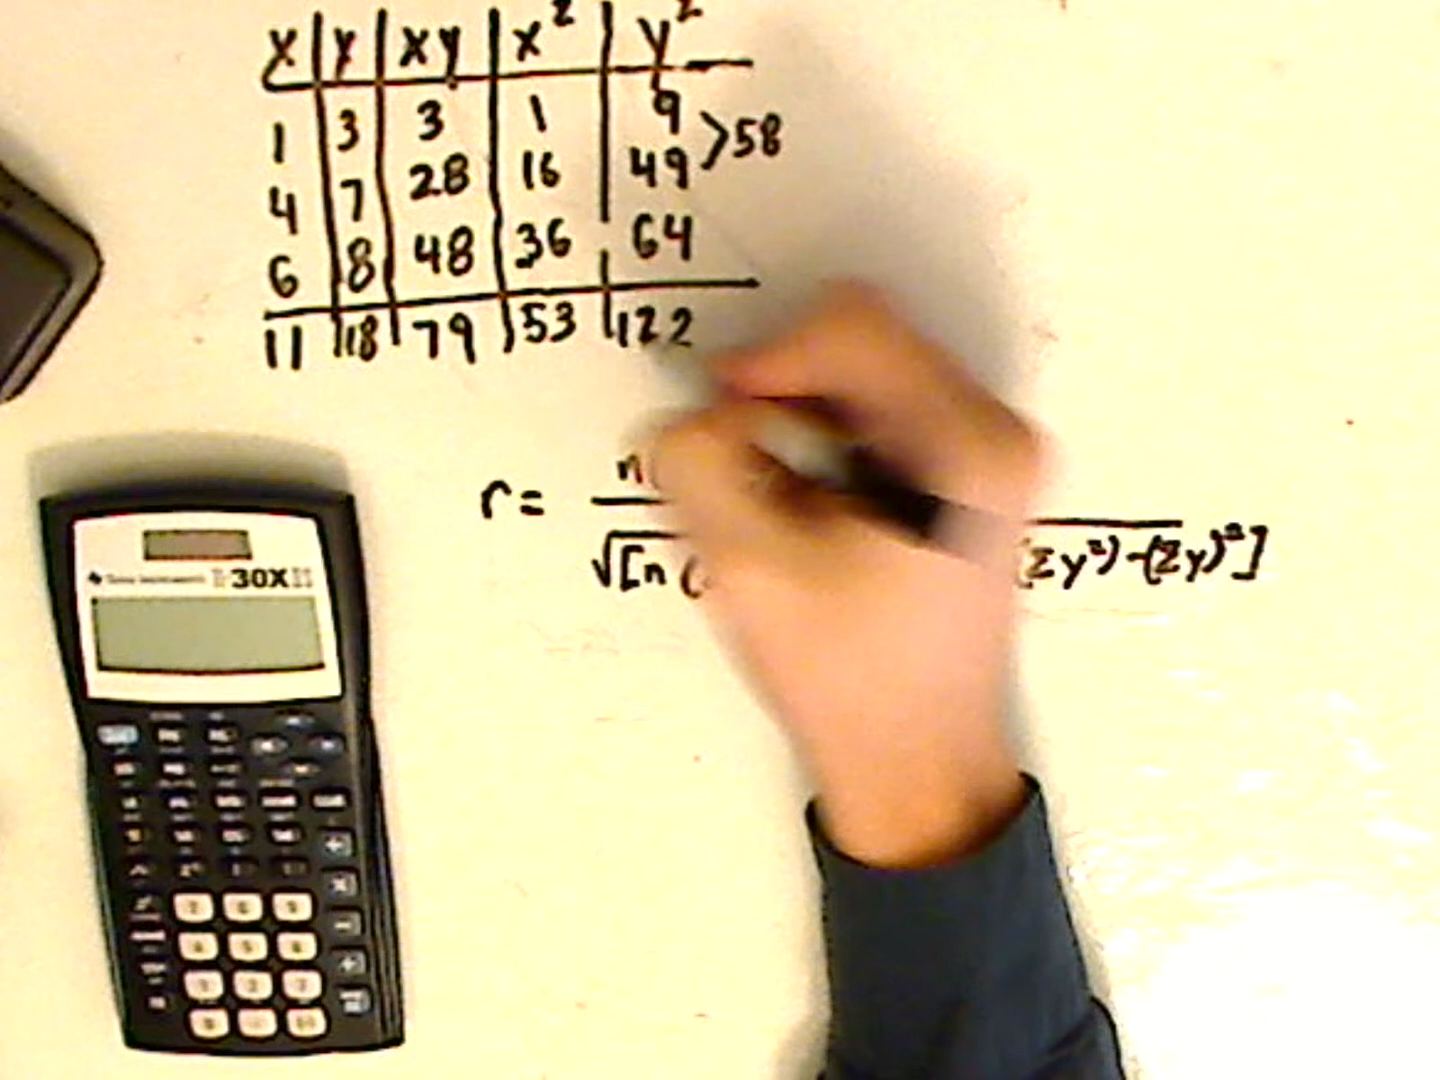 x y xy x² y²
1 3 3 1 9
4 7 28 16 49 >58
6 8 48 36 64
11 18 79 53 122
r = n
√[n ( Σy²)-(Σy)²]
30X II